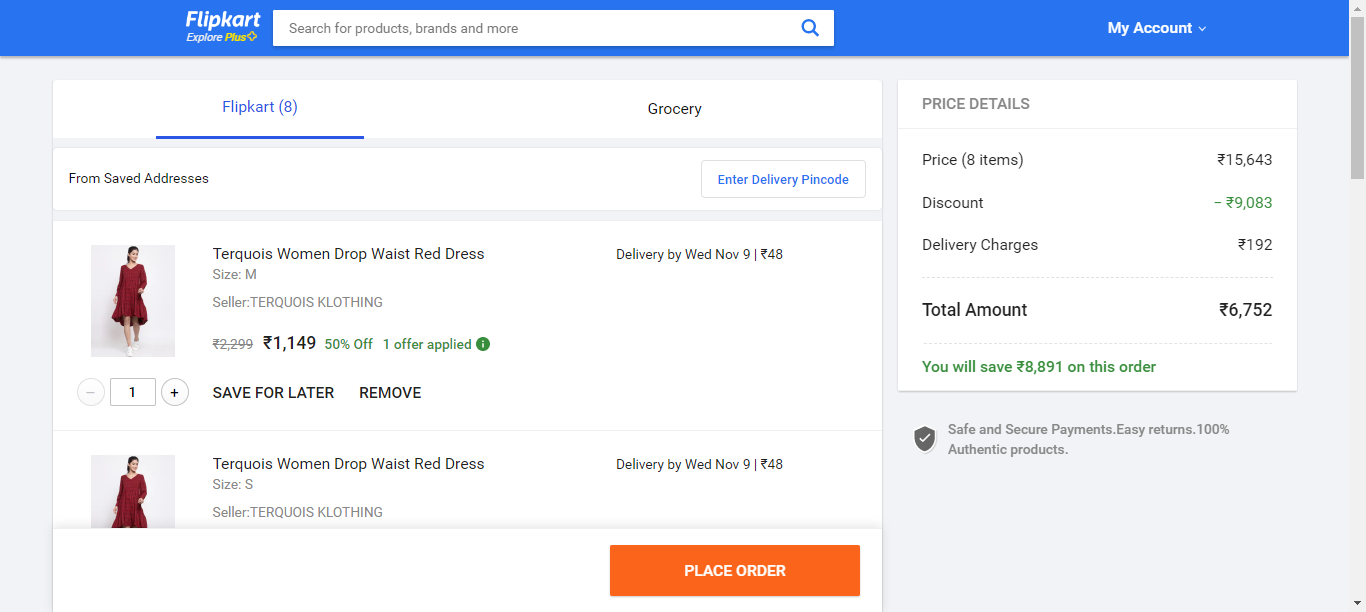 Flipkart
Explore Plus
Search for products, brands and more
My Account
Flipkart (8)
Grocery
From Saved Addresses
Enter Delivery Pincode
Terquois Women Drop Waist Red Dress
Delivery by Wed Nov 9 | ₹48
Size: M
Seller:TERQUOIS KLOTHING
₹2,299 ₹1,149 50% Off 1 offer applied i
− 1 + SAVE FOR LATER REMOVE
Terquois Women Drop Waist Red Dress
Delivery by Wed Nov 9 | ₹48
Size: S
Seller:TERQUOIS KLOTHING
PLACE ORDER
PRICE DETAILS
Price (8 items) ₹15,643
Discount − ₹9,083
Delivery Charges ₹192
Total Amount ₹6,752
You will save ₹8,891 on this order
Safe and Secure Payments.Easy returns.100%
Authentic products.